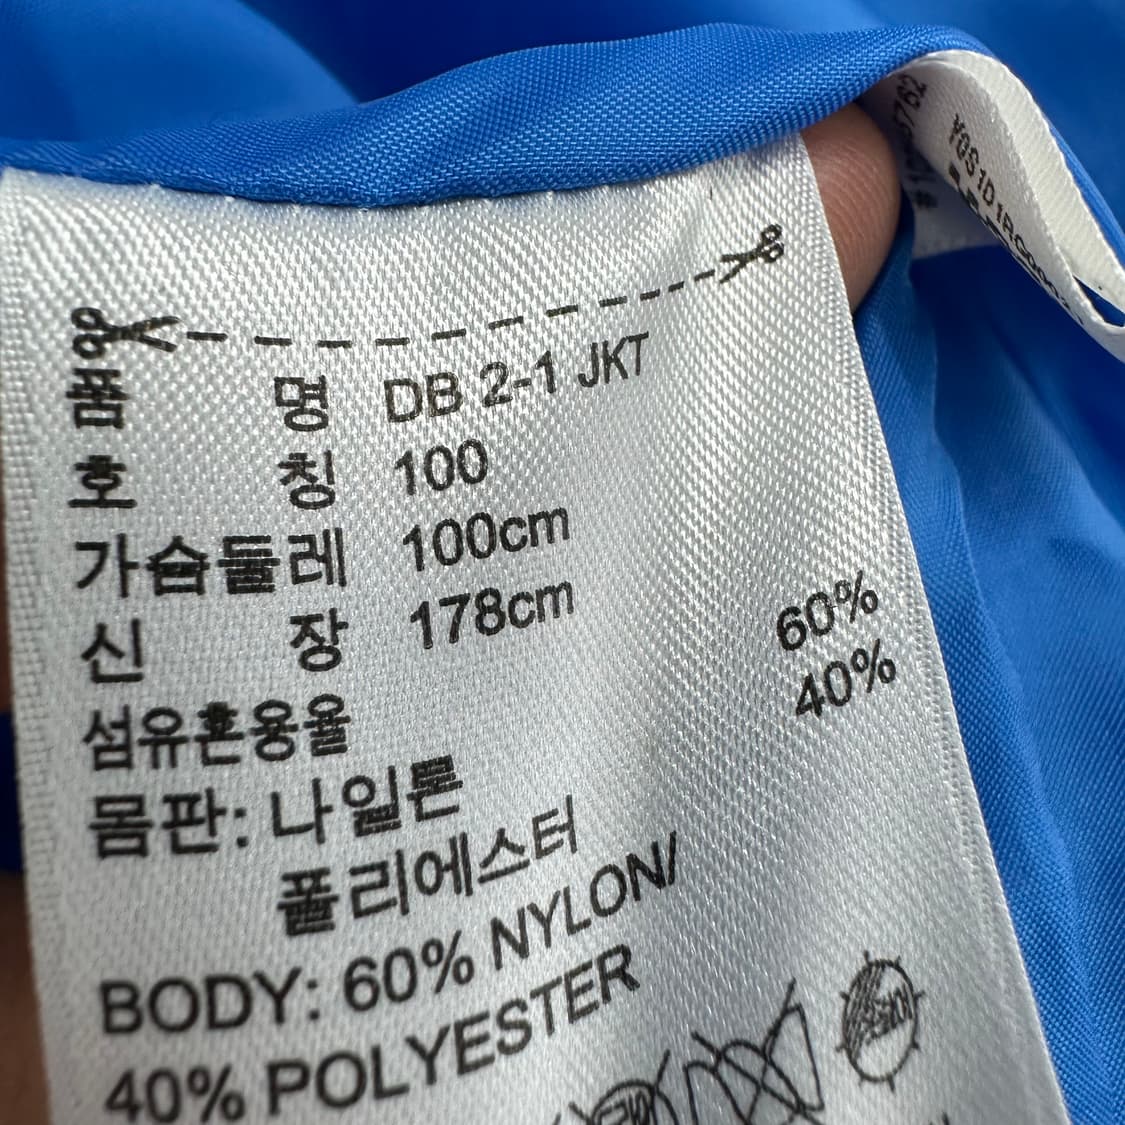 품 명 DB 2-1 JKT
호 칭 100
가슴둘레 100cm
신 장 178cm
섬유혼용율
몸판: 나일론 60%
폴리에스터 40%
BODY: 60% NYLON/
40% POLYESTER